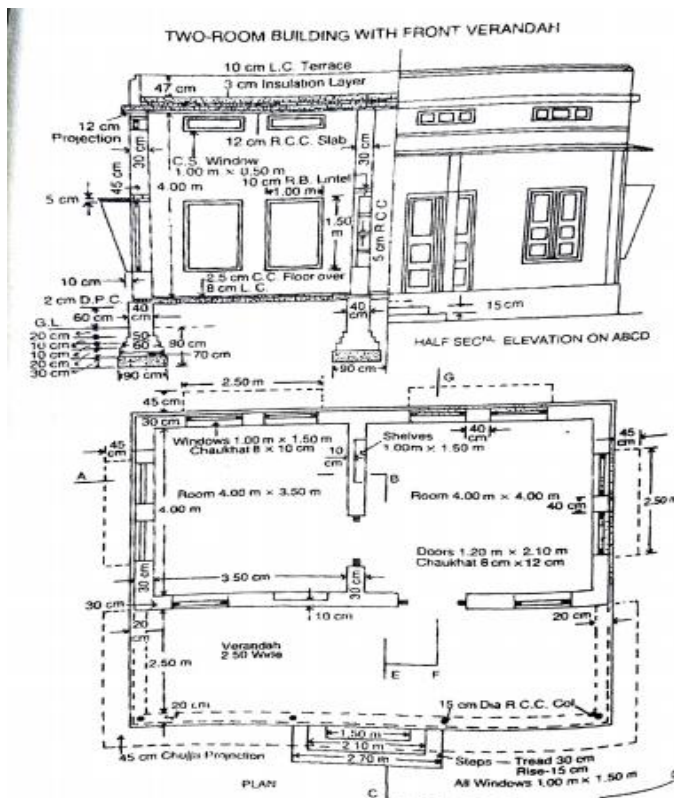 TWO-ROOM BUILDING WITH FRONT VERANDAH
10 cm L.C. Terrace
3 cm Insulation Layer
47 cm
12 cm
Projection
12 cm R.C.C. Slab
30 cm
30 cm
C.S. Window
1.00 m × 0.50 m
45 cm
4.00 m
10 cm R.B. Lintel
1.00 m
5 cm
1.50 m
5 cm R.C.C.
10 cm
2.5 cm C.C. Floor over
8 cm L.C.
2 cm D.P.C.
40 cm
40 cm
15 cm
60 cm
G.L.
HALF SECNL ELEVATION ON ABCD
20 cm
10 cm
10 cm
20 cm
30 cm
50
60
70 cm
90 cm
90 cm
2.50 m
G
45 cm
30 cm
Windows 1.00 m × 1.50 m
Chaukhat 8 × 10 cm
Shelves
1.00 m × 1.50 m
40 cm
45 cm
45 cm
10 cm
A
B
Room 4.00 m × 3.50 m
Room 4.00 m × 4.00 m
4.00 m
2.50 m
40 cm
Doors 1.20 m × 2.10 m
30 cm
3.50 cm
30 cm
30 cm
10 cm
20 cm
20 cm
2.50 m
Verandah
2.50 Wide
E
F
20 cm
15 cm Dia R.C.C. Col.
1.50 m
2.10 m
2.70 m
45 cm Chujja Projection
Steps — Tread 30 cm
Rise-15 cm
All Windows 1.00 m × 1.50 m
PLAN
C